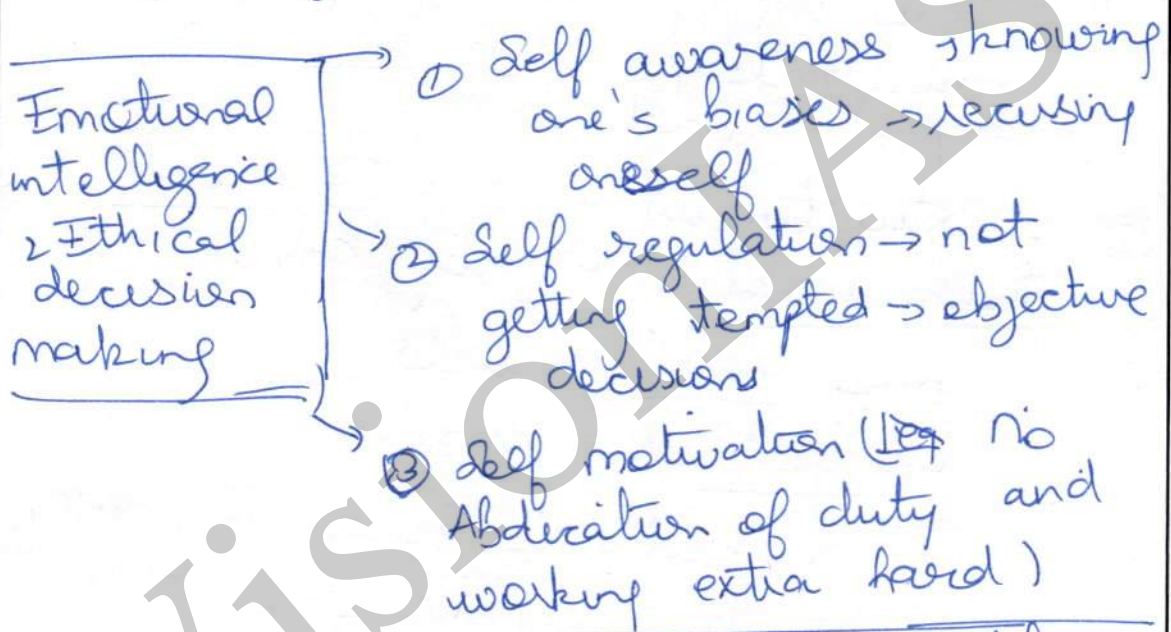 Emotional
intelligence
2 Ethical
decision
making
① Self awareness → knowing
one's biases → recusing
oneself
② Self regulation → not
getting tempted → objective
decisions
③ Self motivation ( No
Abdication of duty and
working extra hard)
VisionIAS